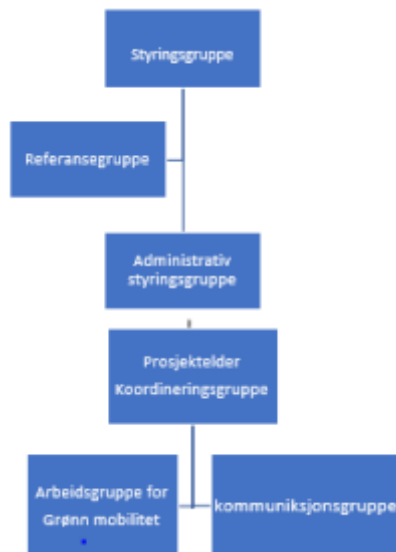 Styringsgruppe
Referansegruppe
Administrativ
styringsgruppe
Prosjektelder
Koordineringsgruppe
Arbeidsgruppe for
Grønn mobilitet
kommuniksjonsgruppe